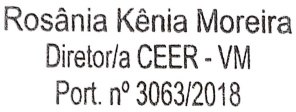 Rosânia Kênia Moreira
Diretor/a CEER - VM
Port. nº 3063/2018